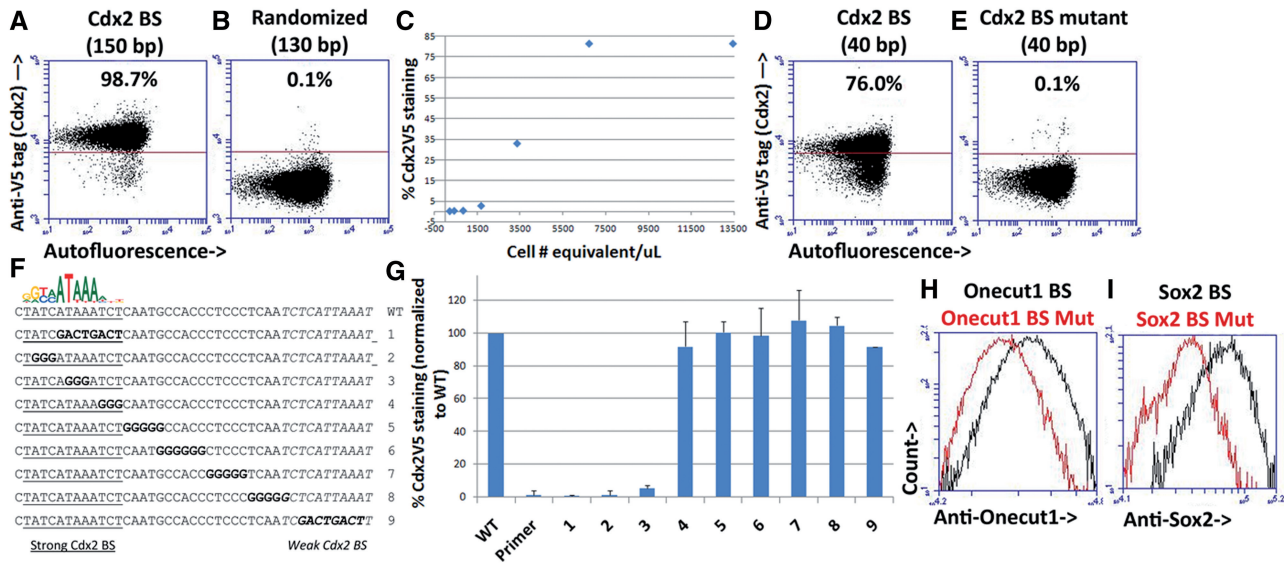 A
Cdx2 BS
(150 bp)
98.7%
Anti-V5 tag (Cdx2) —>
B
Randomized
(130 bp)
0.1%
Autofluorescence->
C
% Cdx2V5 staining
85
75
65
55
45
35
25
15
5
-5
-500
1500
3500
5500
7500
9500
11500
13500
Cell # equivalent/uL
D
Cdx2 BS
(40 bp)
76.0%
Anti-V5 tag (Cdx2) —>
E
Cdx2 BS mutant
(40 bp)
0.1%
Autofluorescence->
F
CTATCATAAATCTCAATGCCACCCTCCCTCAATCTCATTAAAT WT
CTATCGACTGACTCAATGCCACCCTCCCTCAATCTCATTAAAT_ 1
CTGGGATAAATCTCAATGCCACCCTCCCTCAATCTCATTAAAT_ 2
CTATCAGGGATCTCAATGCCACCCTCCCTCAATCTCATTAAAT 3
CTATCATAAAGGGCAATGCCACCCTCCCTCAATCTCATTAAAT 4
CTATCATAAATCTGGGGGCCACCCTCCCTCAATCTCATTAAAT 5
CTATCATAAATCTCAATGGGGGGCTCCCTCAATCTCATTAAAT 6
CTATCATAAATCTCAATGCCACCGGGGGTCAATCTCATTAAAT 7
CTATCATAAATCTCAATGCCACCCTCCCGGGGGCTCATTAAAT 8
CTATCATAAATCTCAATGCCACCCTCCCTCAATCGACTGACTT 9
Strong Cdx2 BS
Weak Cdx2 BS
G
% Cdx2V5 staining (normalized to WT)
120
100
80
60
40
20
0
WT
Primer
1
2
3
4
5
6
7
8
9
H
Onecut1 BS
Onecut1 BS Mut
Count->
Anti-Onecut1->
I
Sox2 BS
Sox2 BS Mut
Anti-Sox2->